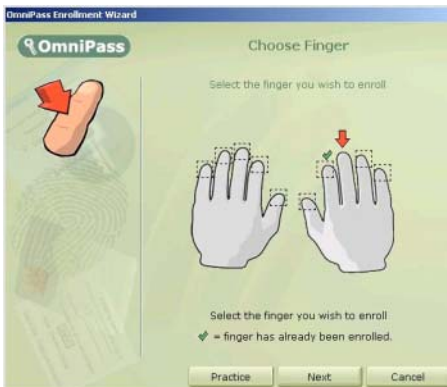 OmniPass Enrollment Wizard
OmniPass
Choose Finger
Select the finger you wish to enroll
Select the finger you wish to enroll
= finger has already been enrolled.
Practice Next Cancel